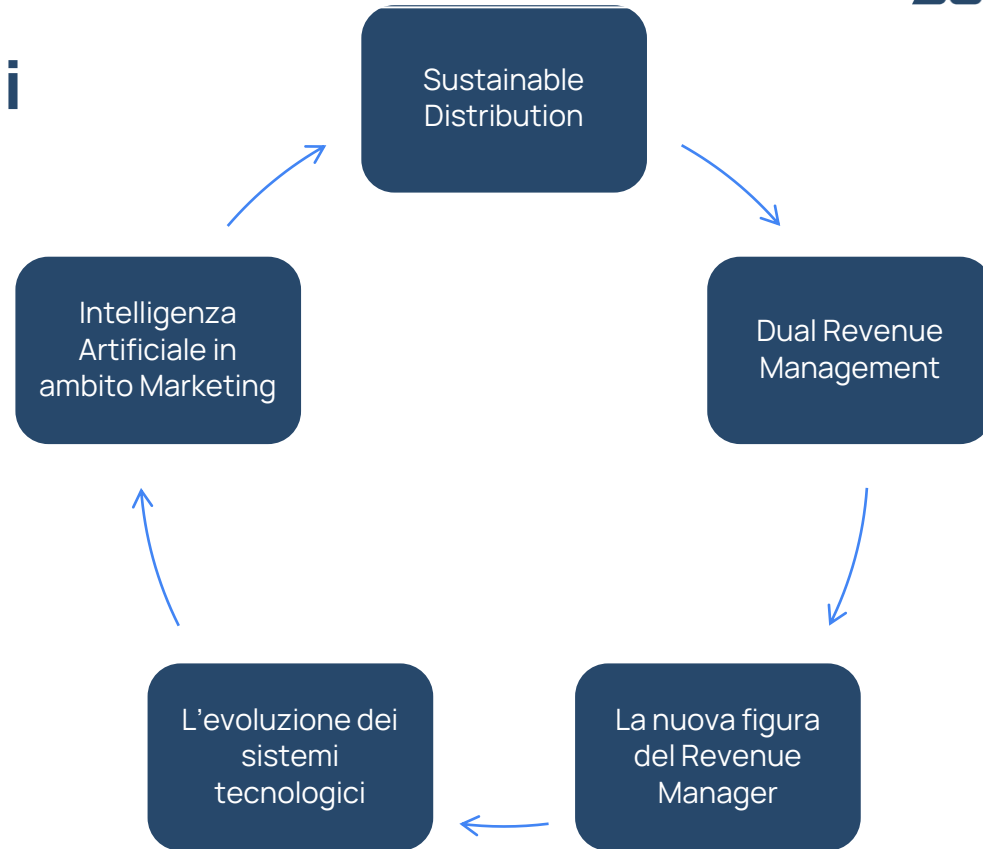 i
Sustainable
Distribution
Intelligenza
Artificiale in
ambito Marketing
Dual Revenue
Management
L’evoluzione dei
sistemi
tecnologici
La nuova figura
del Revenue
Manager